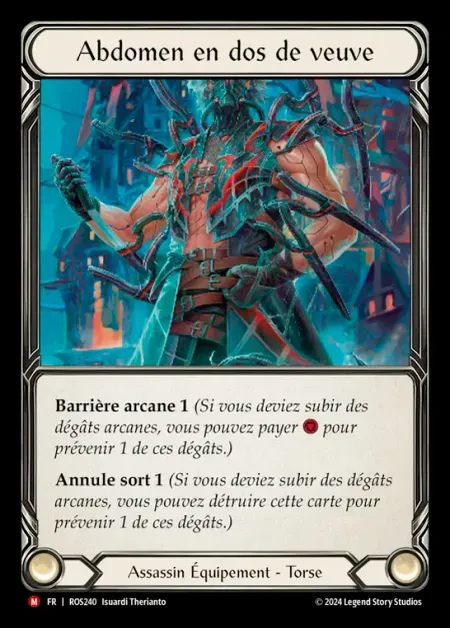 Abdomen en dos de veuve
Barrière arcane 1 (Si vous deviez subir des
dégâts arcanes, vous pouvez payer pour
prévenir 1 de ces dégâts.)
Annule sort 1 (Si vous deviez subir des dégâts
arcanes, vous pouvez détruire cette carte pour
prévenir 1 de ces dégâts.)
Assassin Équipement - Torse
M FR | ROS240 Isuardi Therianto
© 2024 Legend Story Studios